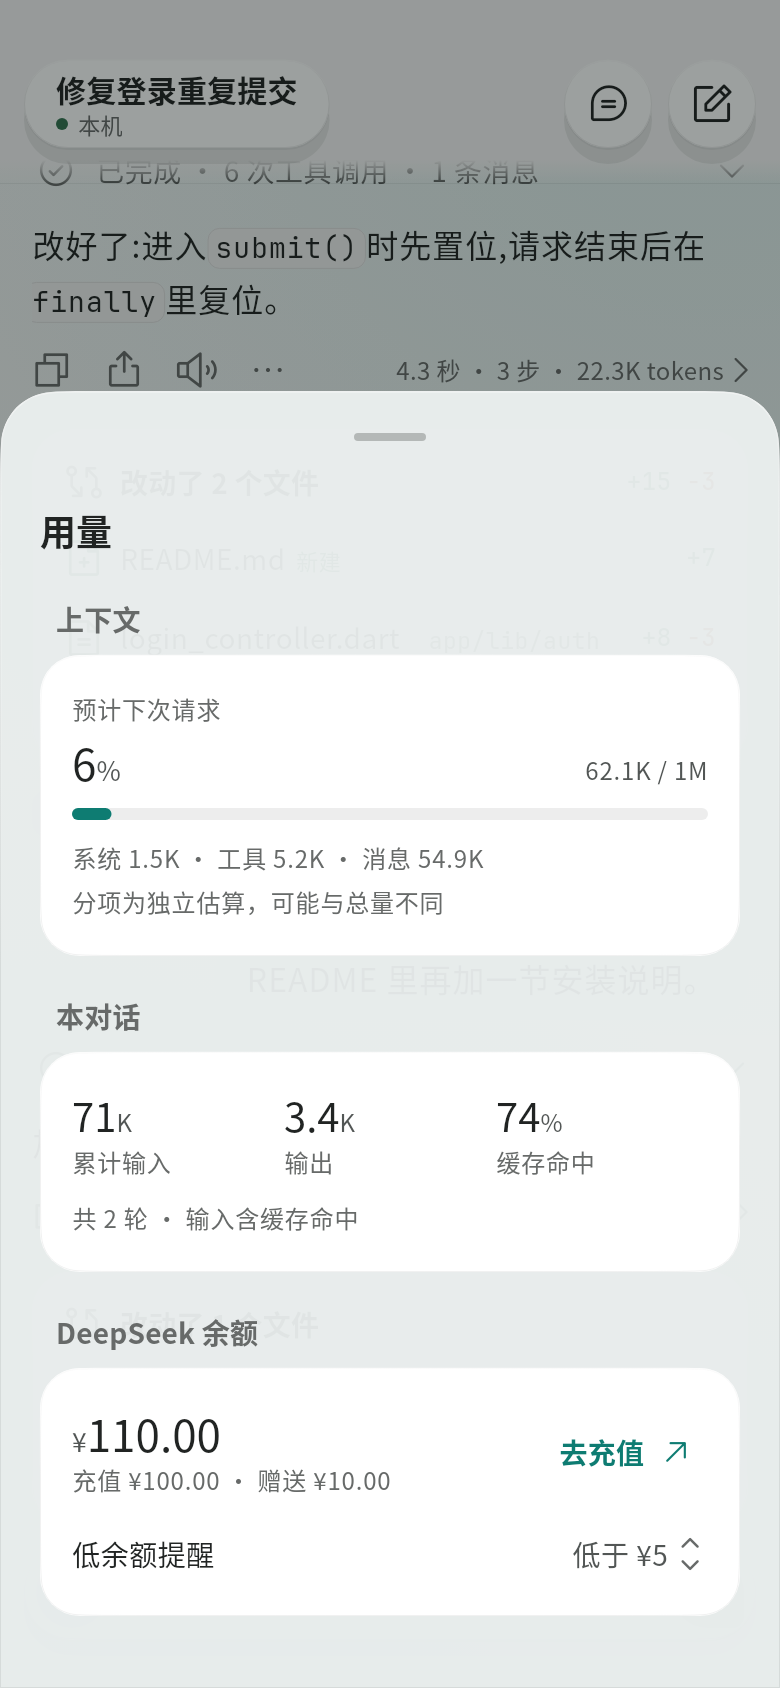 修复登录重复提交
本机
已完成 · 6 次工具调用 · 1 条消息
改好了:进入 submit() 时先置位,请求结束后在
finally 里复位。
4.3 秒 · 3 步 · 22.3K tokens
改动了 2 个文件 +15 -3
用量
README.md 新建 +7
上下文
login_controller.dart app/lib/auth +8 -3
预计下次请求
6% 62.1K / 1M
系统 1.5K · 工具 5.2K · 消息 54.9K
分项为独立估算，可能与总量不同
README 里再加一节安装说明。
本对话
71K 3.4K 74%
累计输入 输出 缓存命中
共 2 轮 · 输入含缓存命中
DeepSeek 余额
¥110.00
去充值
充值 ¥100.00 · 赠送 ¥10.00
低余额提醒 低于 ¥5